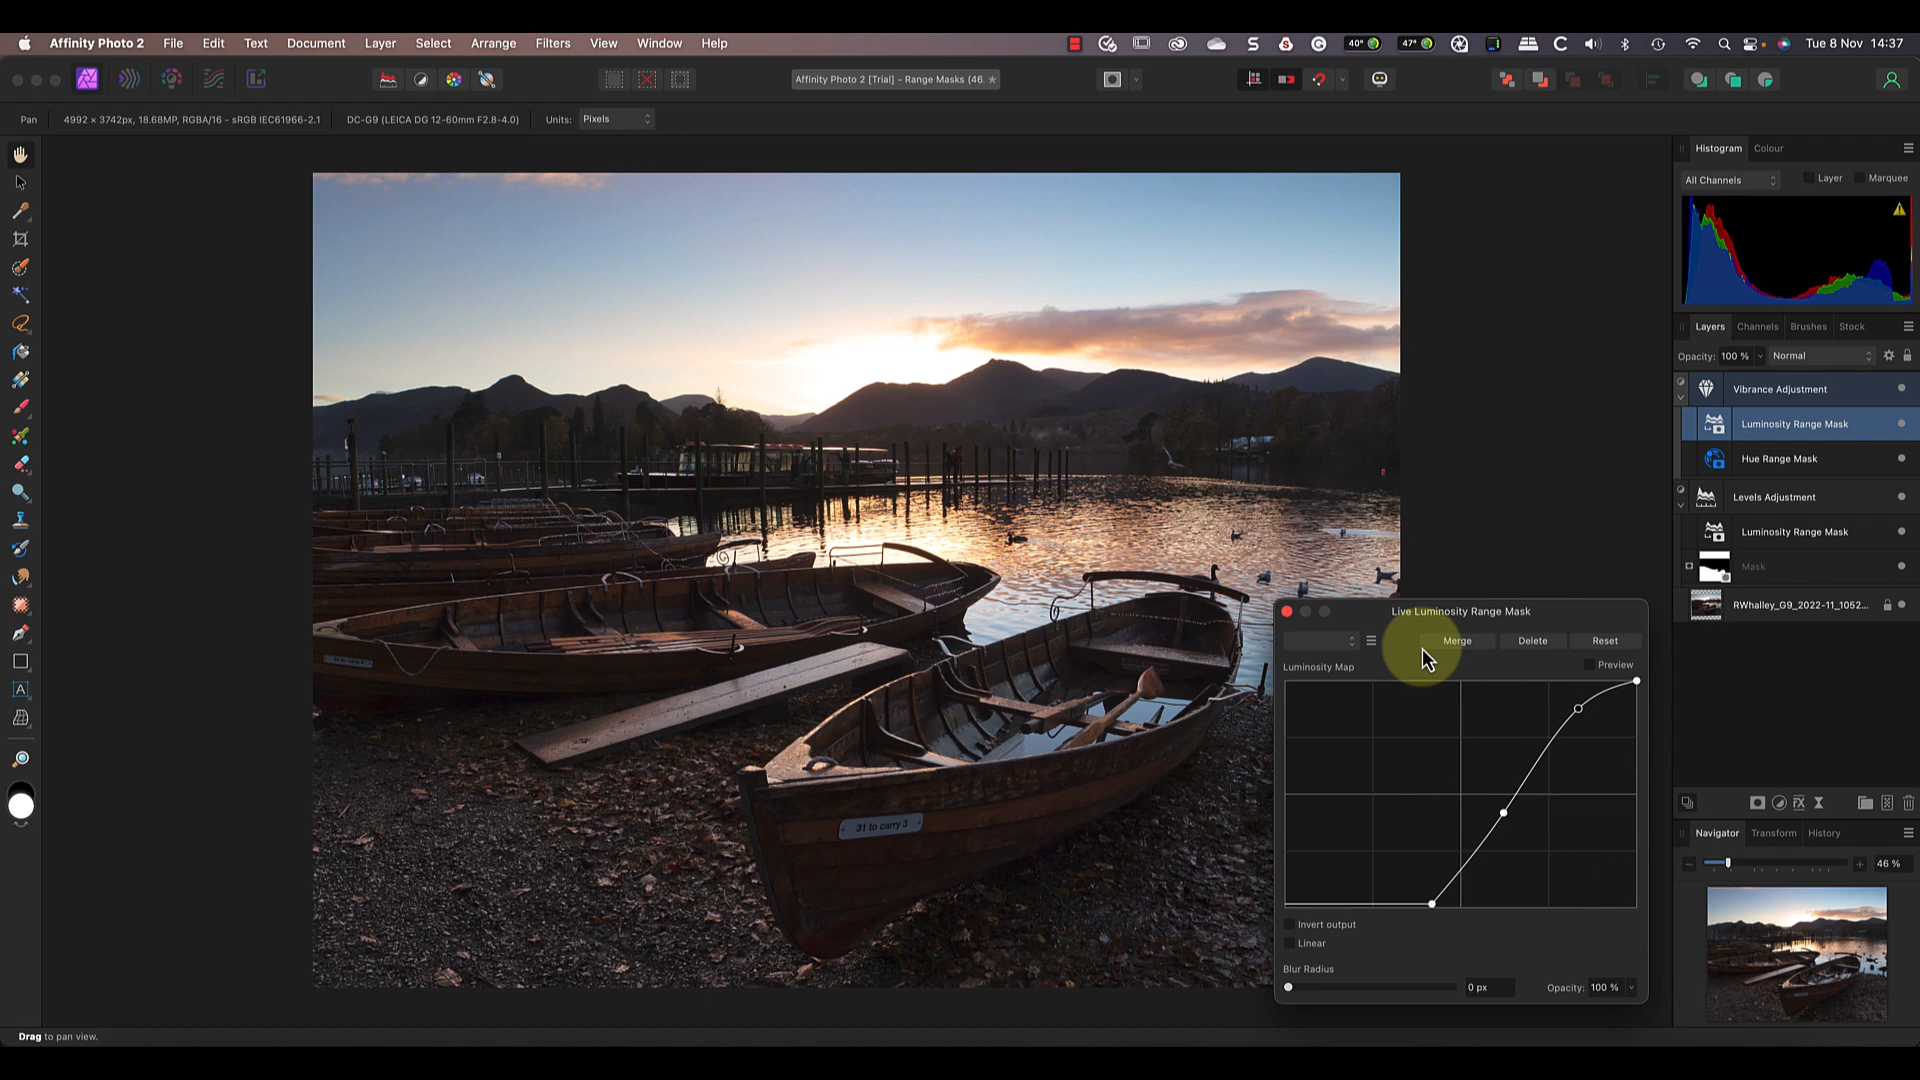 Affinity Photo 2 File Edit Text Document Layer Select Arrange Filters View Window Help 40° 47° Tue 8 Nov 14:37
Affinity Photo 2 [Trial] - Range Masks (46.
Pan 4992 × 3742px, 18.68MP, RGBA/16 - sRGB IEC61966-2.1 DC-G9 (LEICA DG 12-60mm F2.8-4.0) Units: Pixels
Histogram Colour
All Channels Layer Marquee
Layers Channels Brushes Stock
Opacity: 100 % Normal
Vibrance Adjustment
Luminosity Range Mask
Hue Range Mask
Levels Adjustment
Luminosity Range Mask
Mask
RWhalley_G9_2022-11_1052...
Live Luminosity Range Mask
Merge Delete Reset
Luminosity Map Preview
Invert output
Linear
Blur Radius
0 px Opacity: 100 %
31 to carry 3
Navigator Transform History
46 %
Drag to pan view.